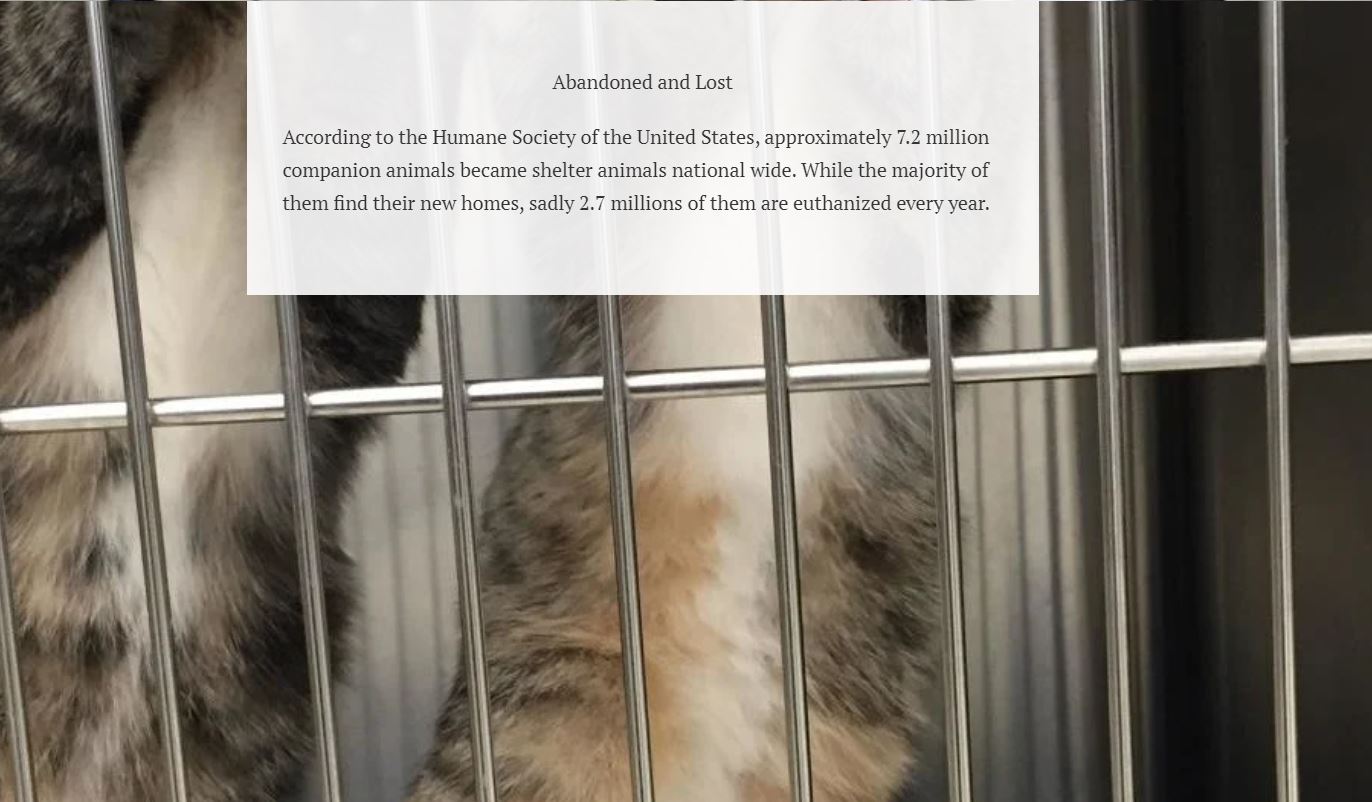 Abandoned and Lost
According to the Humane Society of the United States, approximately 7.2 million
companion animals became shelter animals national wide. While the majority of
them find their new homes, sadly 2.7 millions of them are euthanized every year.